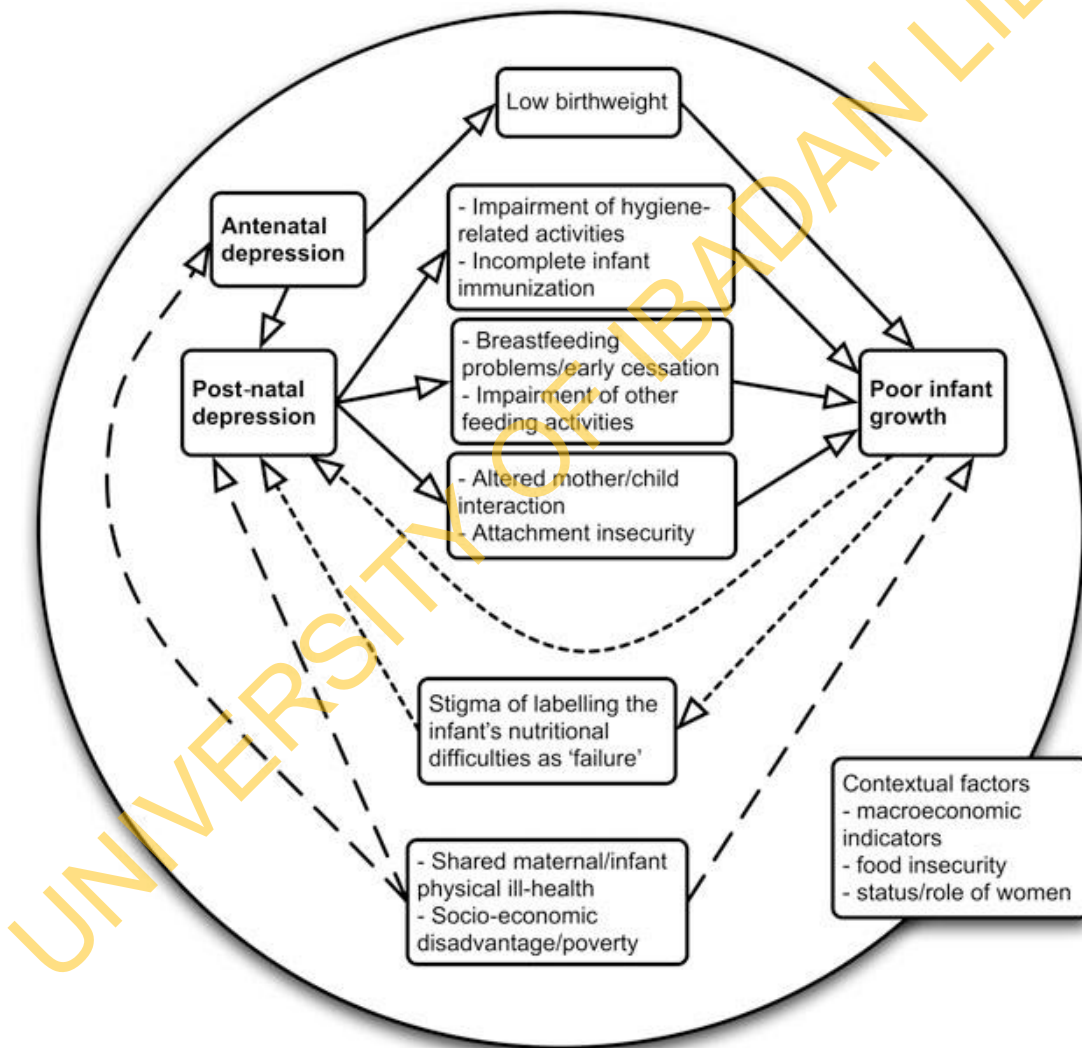 Low birthweight
Antenatal
depression
- Impairment of hygiene-
related activities
- Incomplete infant
immunization
Post-natal
depression
- Breastfeeding
problems/early cessation
- Impairment of other
feeding activities
Poor infant
growth
- Altered mother/child
interaction
- Attachment insecurity
Stigma of labelling the
infant's nutritional
difficulties as 'failure'
Contextual factors
- macroeconomic
indicators
- food insecurity
- status/role of women
- Shared maternal/infant
physical ill-health
- Socio-economic
disadvantage/poverty
UNIVERSITY OF IBADAN